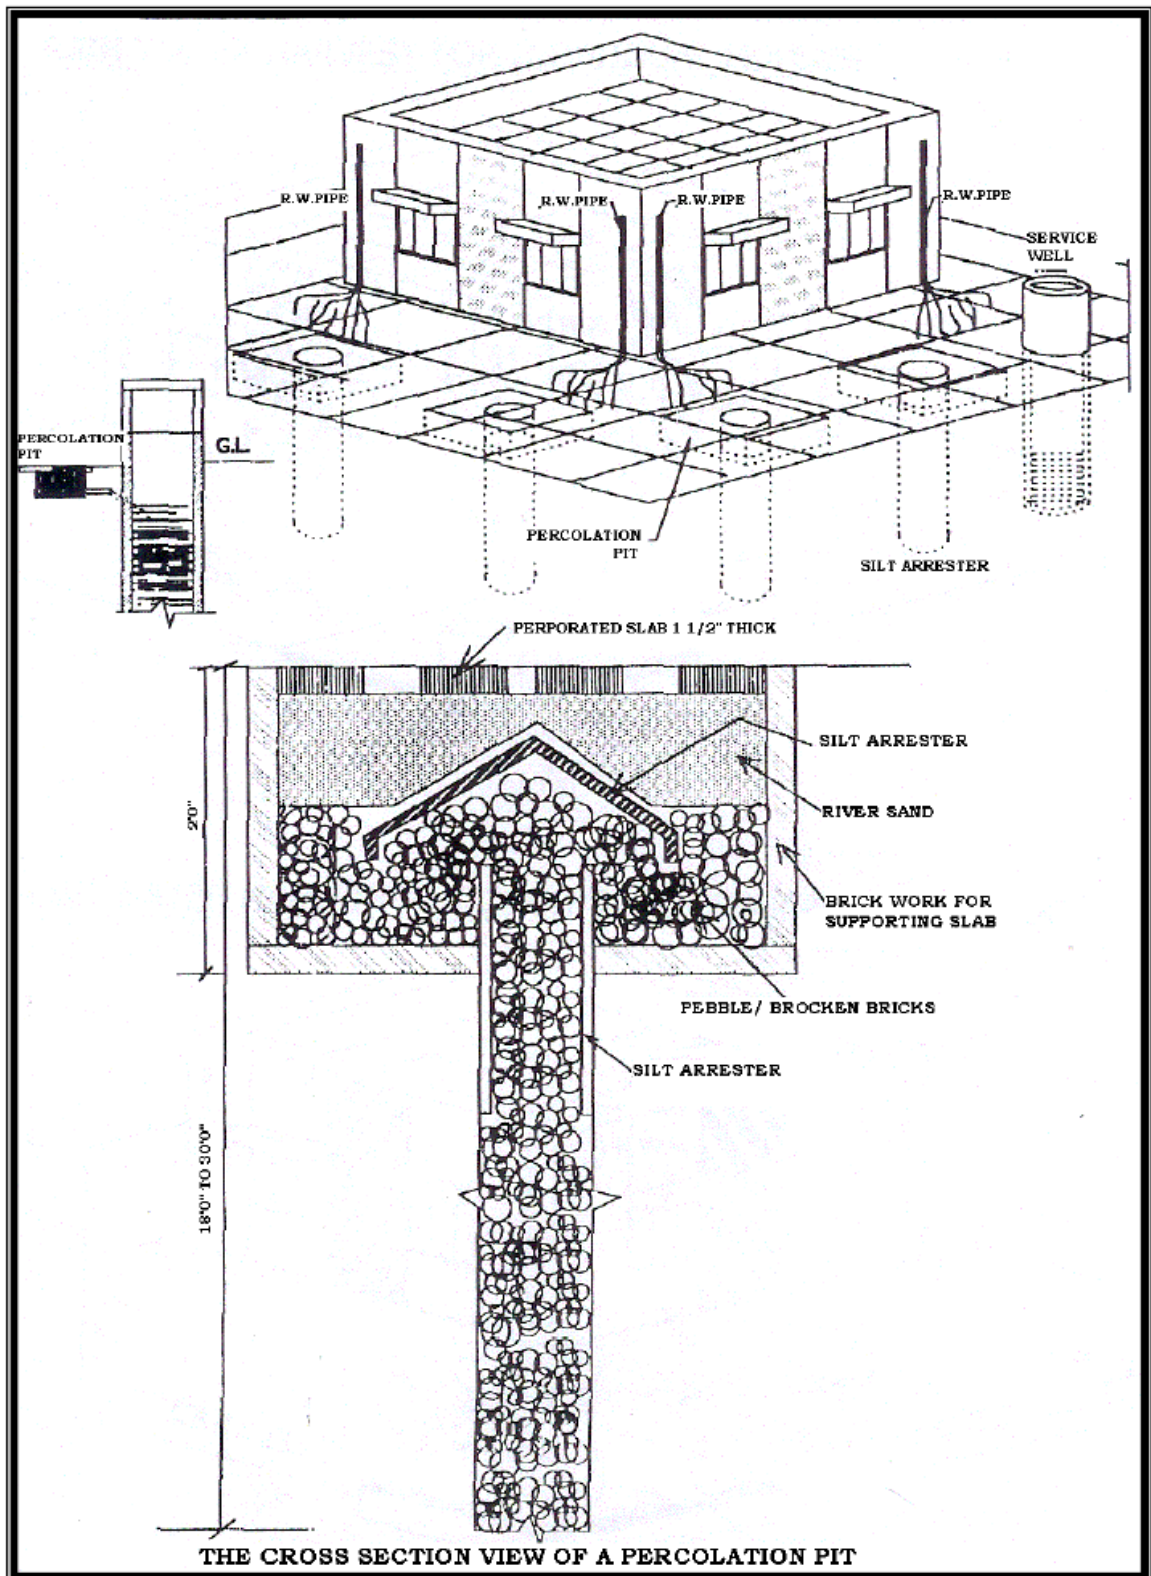 R.W.PIPE
R.W.PIPE
R.W.PIPE
R.W.PIPE
SERVICE
WELL
PERCOLATION
PIT
G.L.
PERCOLATION
PIT
SILT ARRESTER
PERPORATED SLAB 1 1/2" THICK
SILT ARRESTER
RIVER SAND
2'0"
BRICK WORK FOR
SUPPORTING SLAB
PEBBLE/ BROCKEN BRICKS
SILT ARRESTER
18'0" TO 30'0"
THE CROSS SECTION VIEW OF A PERCOLATION PIT